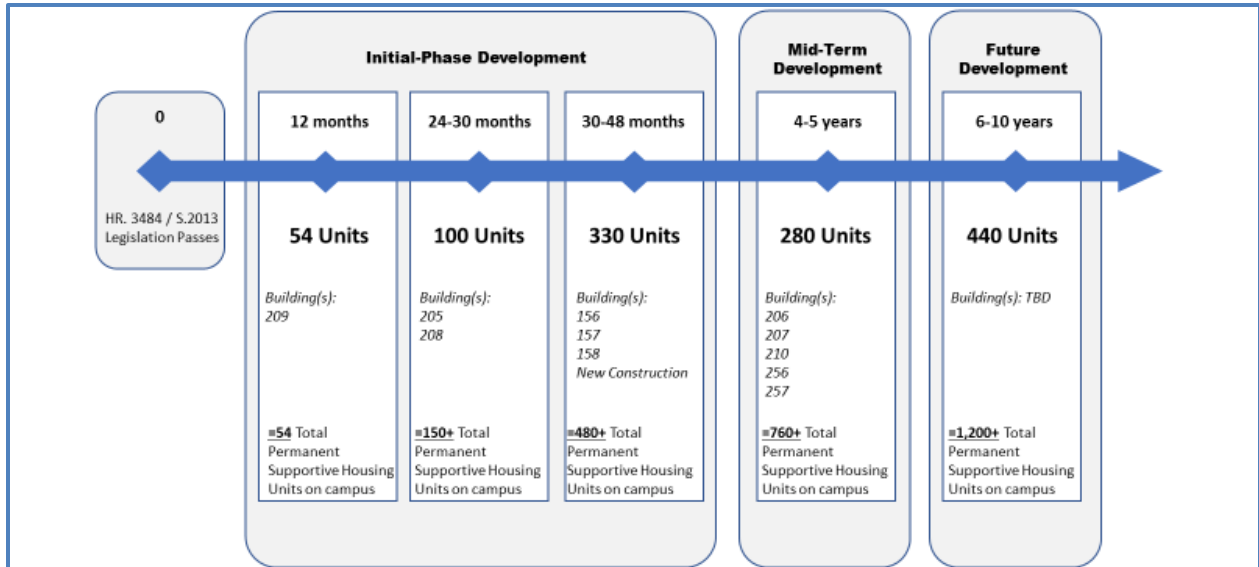 Initial-Phase Development
Mid-Term
Development
Future
Development
0
HR. 3484 / S.2013
Legislation Passes
12 months
54 Units
Building(s):
209
=54 Total
Permanent
Supportive Housing
Units on campus
24-30 months
100 Units
Building(s):
205
208
=150+ Total
Permanent
Supportive Housing
Units on campus
30-48 months
330 Units
Building(s):
156
157
158
New Construction
=480+ Total
Permanent
Supportive Housing
Units on campus
4-5 years
280 Units
Building(s):
206
207
210
256
257
=760+ Total
Permanent
Supportive Housing
Units on campus
6-10 years
440 Units
Building(s): TBD
=1,200+ Total
Permanent
Supportive Housing
Units on campus